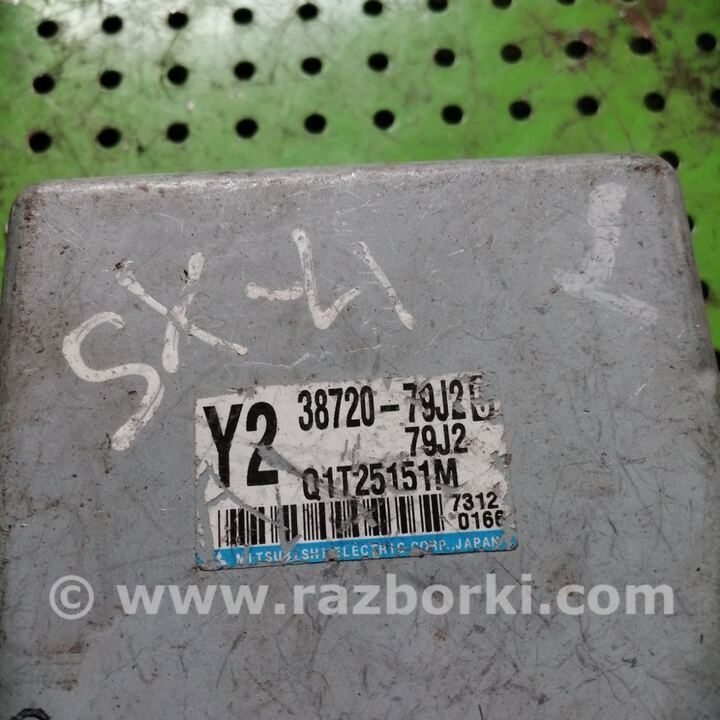 SX-4
Y2
38720-79J2
79J2
Q1T25151M
7312
0166
MITSUBISHI ELECTRIC CORP., JAPAN
© www.razborki.com